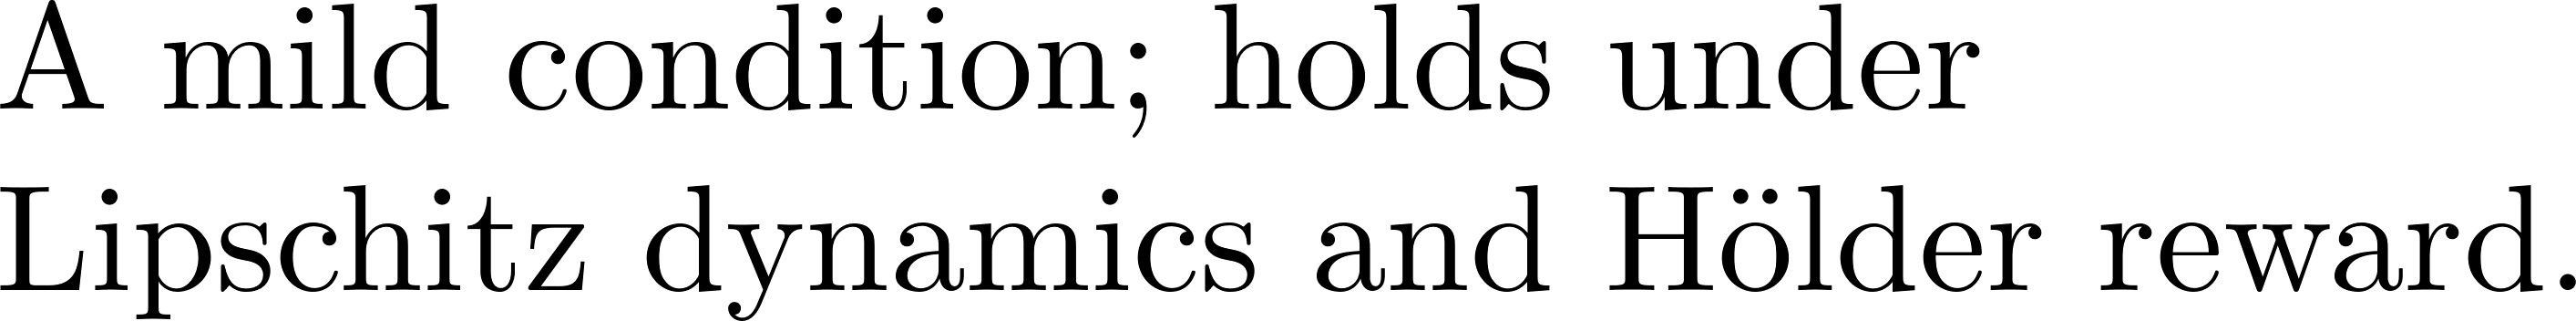 A mild condition; holds under
Lipschitz dynamics and Hölder reward.